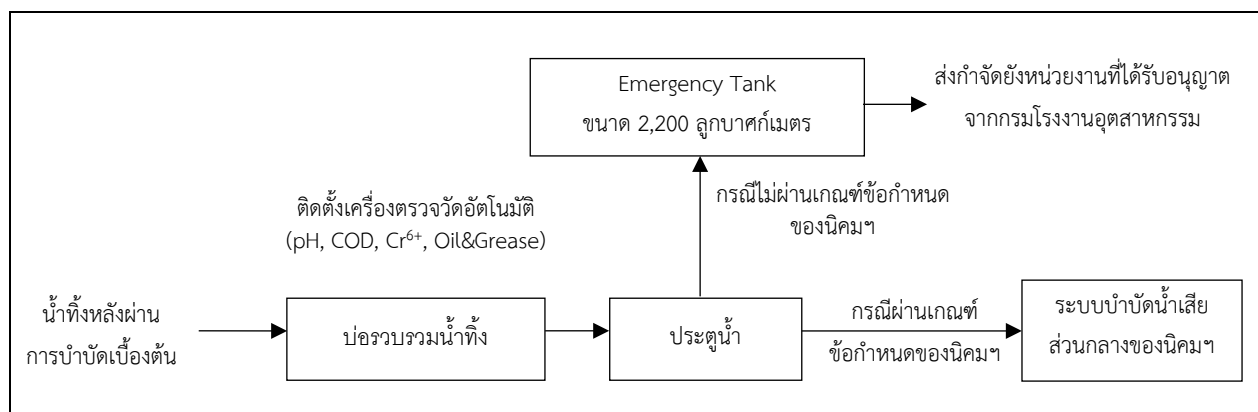 Emergency Tank
ขนาด 2,200 ลูกบาศก์เมตร
ส่งกำจัดยังหน่วยงานที่ได้รับอนุญาต
จากกรมโรงงานอุตสาหกรรม
กรณีไม่ผ่านเกณฑ์ข้อกำหนด
ของนิคมฯ
ติดตั้งเครื่องตรวจวัดอัตโนมัติ
(pH, COD, Cr⁶⁺, Oil&Grease)
น้ำทิ้งหลังผ่าน
การบำบัดเบื้องต้น
บ่อรวบรวมน้ำทิ้ง
ประตูน้ำ
กรณีผ่านเกณฑ์
ข้อกำหนดของนิคมฯ
ระบบบำบัดน้ำเสีย
ส่วนกลางของนิคมฯ